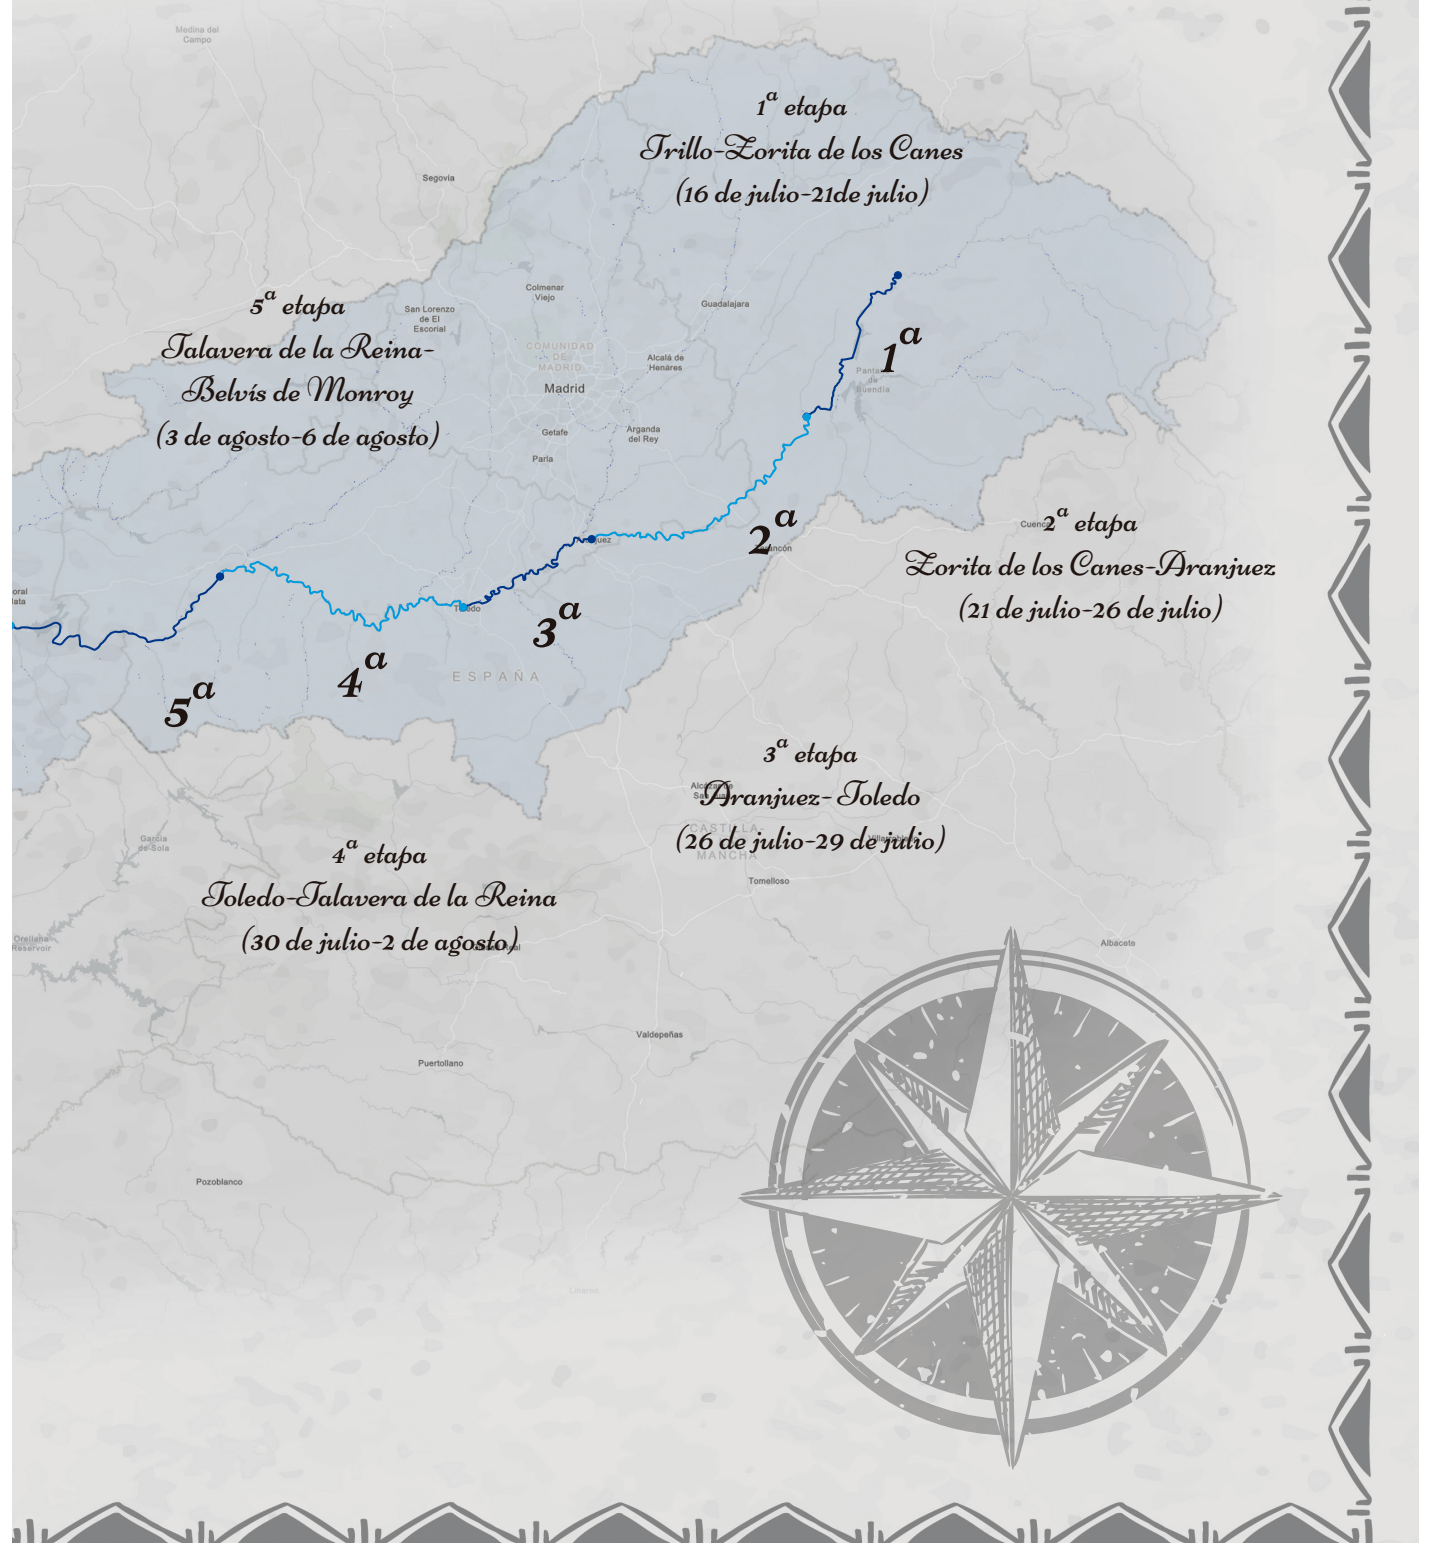 Medina del
Campo
1ª etapa
Trillo-Zorita de los Canes
(16 de julio-21de julio)
Segovia
Colmenar
Viejo
Guadalajara
5ª etapa
Talavera de la Reina-
Belvís de Monroy
(3 de agosto-6 de agosto)
San Lorenzo
de El
Escorial
COMUNIDAD
DE
MADRID
Madrid
Alcalá de
Henares
1ª
de
Buendía
Getafe
Arganda
del Rey
Parla
2ª
2ª etapa
Zorita de los Canes-Aranjuez
(21 de julio-26 de julio)
3ª
4ª
5ª
ESPAÑA
3ª etapa
Aranjuez-Toledo
(26 de julio-29 de julio)
CASTILLA
MANCHA
Tomelloso
García
de Sola
4ª etapa
Toledo-Talavera de la Reina
(30 de julio-2 de agosto)
Orellana
Reservoir
Albacete
Valdepeñas
Puertollano
Pozoblanco
Linares